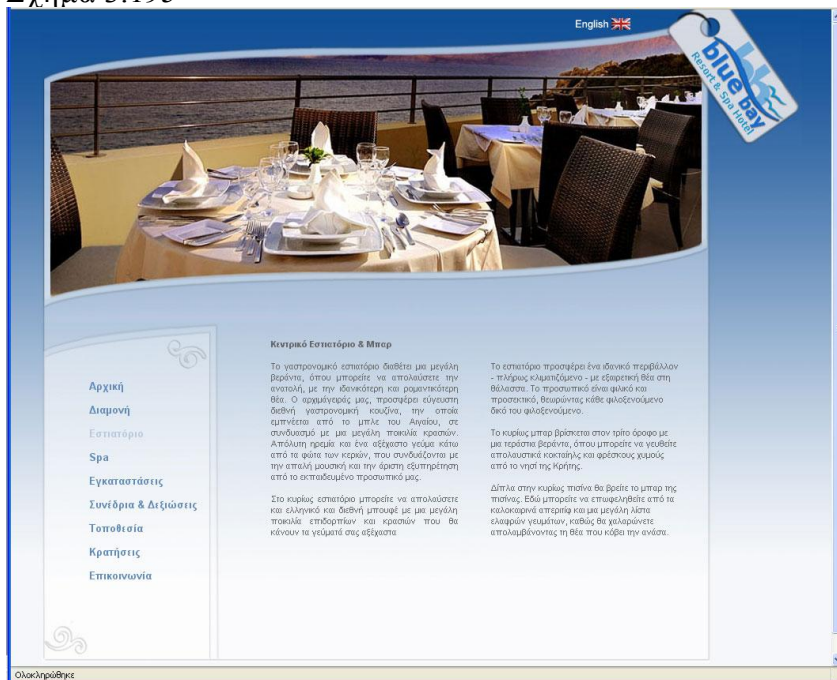 Σχήμα 5.195
English
blue bay
Resort & Spa Hotel
Αρχική
Διαμονή
Εστιατόριο
Spa
Εγκαταστάσεις
Συνέδρια & Δεξιώσεις
Τοποθεσία
Κρατήσεις
Επικοινωνία
Κεντρικό Εστιατόριο & Μπαρ
Το γαστρονομικό εστιατόριο διαθέτει μια μεγάλη
βεράντα, όπου μπορείτε να απολαύσετε την
ανατολή, με την ιδανικότερη και ρομαντικότερη
θέα. Ο αρχιμάγειράς μας, προσφέρει εύγευστη
διεθνή γαστρονομική κουζίνα, την οποία
εμπνέεται από το μπλε του Αιγαίου, σε
συνδυασμό με μια μεγάλη ποικιλία κρασιών.
Απόλυτη ηρεμία και ένα αξέχαστο γεύμα κάτω
από τα φώτα των κεριών, που συνδυάζονται με
την απαλή μουσική και την άριστη εξυπηρέτηση
από το εκπαιδευμένο προσωπικό μας.
Στο κυρίως εστιατόριο μπορείτε να απολαύσετε
και ελληνικό και διεθνή μπουφέ με μια μεγάλη
ποικιλία επιδορπίων και κρασιών που θα
κάνουν τα γεύματά σας αξέχαστα
Το εστιατόριο προσφέρει ένα ιδανικό περιβάλλον
- πλήρως κλιματιζόμενο - με εξαιρετική θέα στη
θάλασσα. Το προσωπικό είναι φιλικό και
προσεκτικό, θεωρώντας κάθε φιλοξενούμενο
δικό του φιλοξενούμενο.
Το κυρίως μπαρ βρίσκεται στον τρίτο όροφο με
μια τεράστια βεράντα, όπου μπορείτε να γευθείτε
απολαυστικά κοκταίηλς και φρέσκους χυμούς
από το νησί της Κρήτης.
Δίπλα στην κυρίως πισίνα θα βρείτε το μπαρ της
πισίνας. Εδώ μπορείτε να επωφεληθείτε από τα
καλοκαιρινά απεριτίφ και μια μεγάλη λίστα
ελαφρών γευμάτων, καθώς θα χαλαρώνετε
απολαμβάνοντας τη θέα που κόβει την ανάσα.
Ολοκληρώθηκε